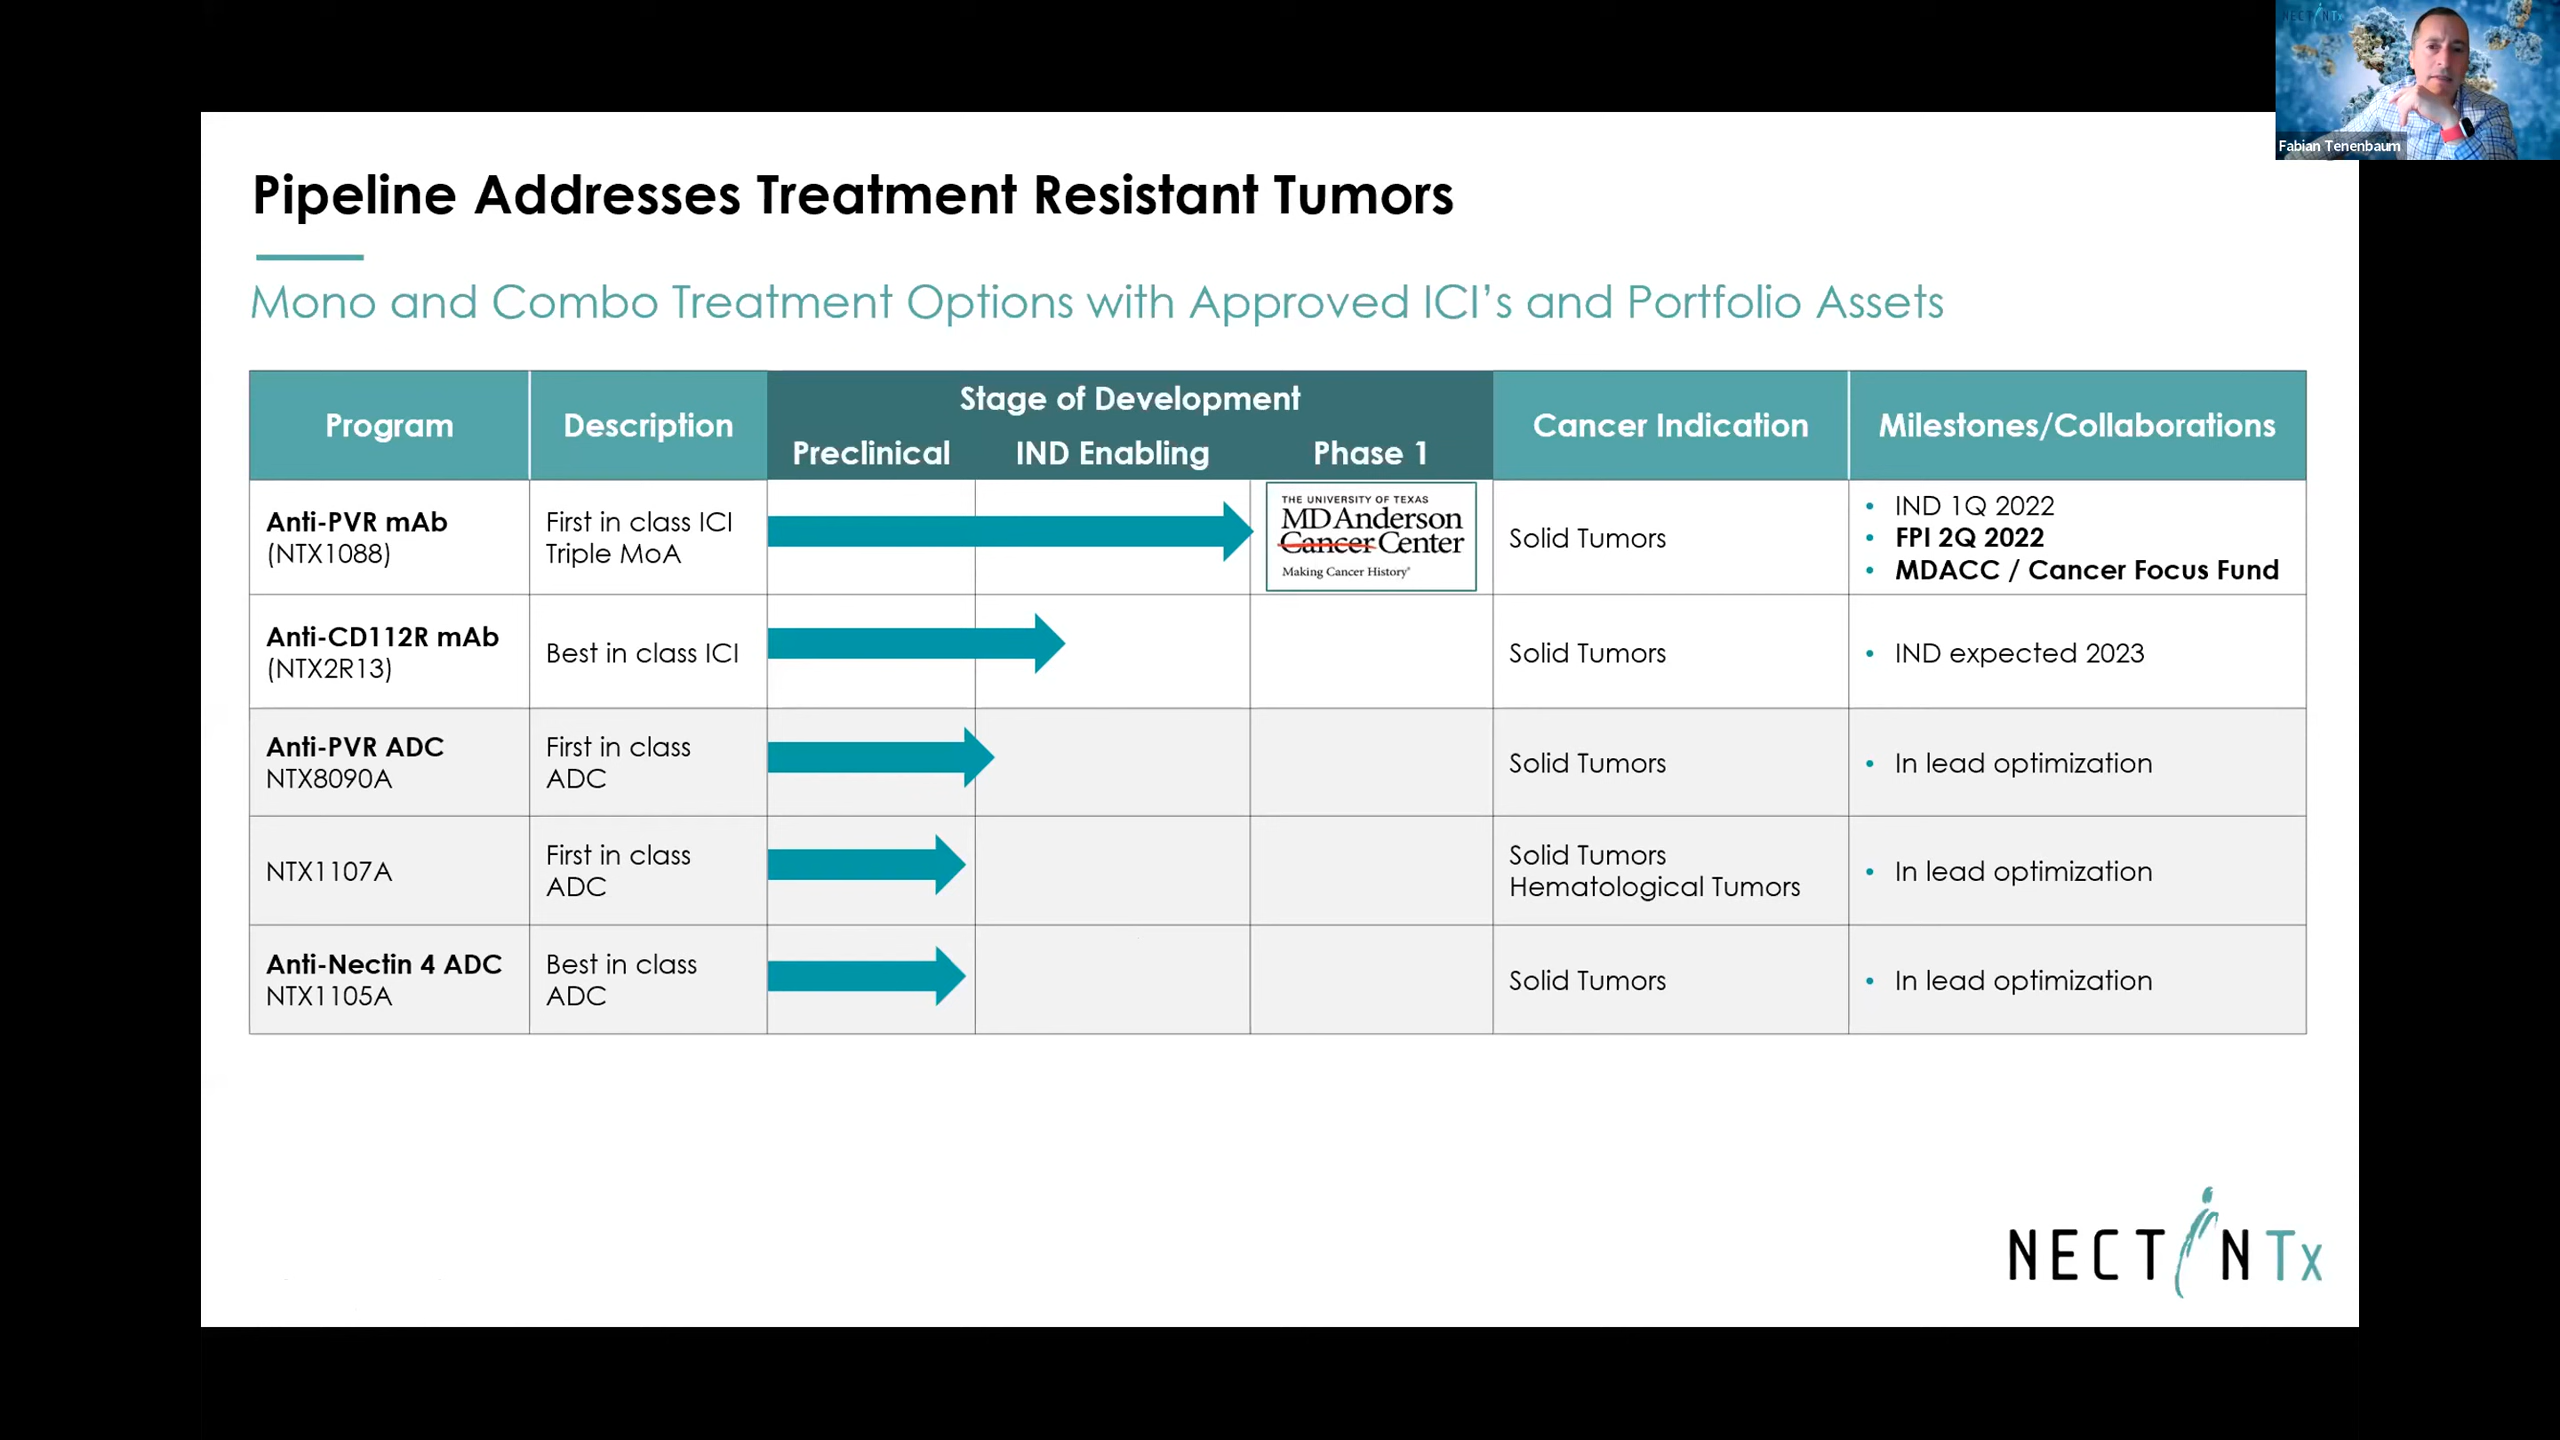 NECTINTx
Fabian Tenenbaum
Pipeline Addresses Treatment Resistant Tumors
Mono and Combo Treatment Options with Approved ICI's and Portfolio Assets
Program
Description
Stage of Development
Preclinical
IND Enabling
Phase 1
Cancer Indication
Milestones/Collaborations
Anti-PVR mAb
(NTX1088)
First in class ICI
Triple MoA
THE UNIVERSITY OF TEXAS
MD Anderson
Cancer Center
Making Cancer History®
Solid Tumors
• IND 1Q 2022
• FPI 2Q 2022
• MDACC / Cancer Focus Fund
Anti-CD112R mAb
(NTX2R13)
Best in class ICI
Solid Tumors
• IND expected 2023
Anti-PVR ADC
NTX8090A
First in class
ADC
Solid Tumors
• In lead optimization
NTX1107A
First in class
ADC
Solid Tumors
Hematological Tumors
• In lead optimization
Anti-Nectin 4 ADC
NTX1105A
Best in class
ADC
Solid Tumors
• In lead optimization
NECTIN Tx